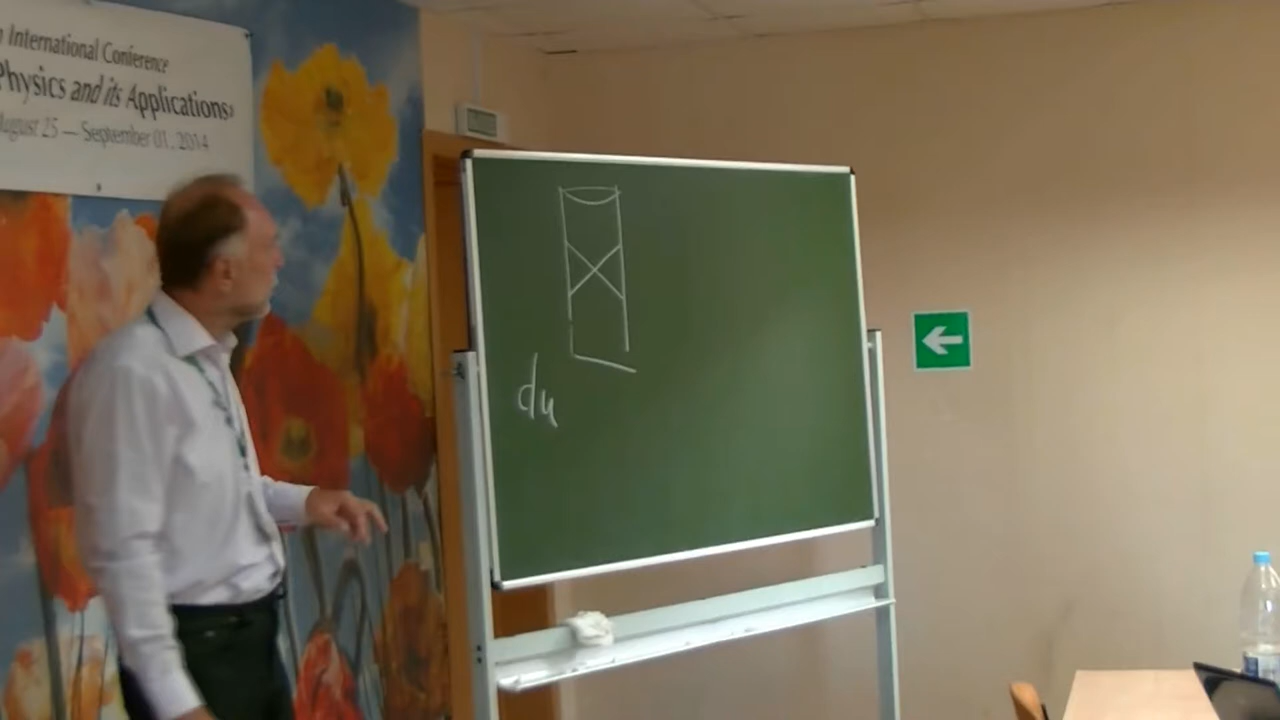 International Conference
Physics and its Applications»
August 25 — September 01, 2014
du